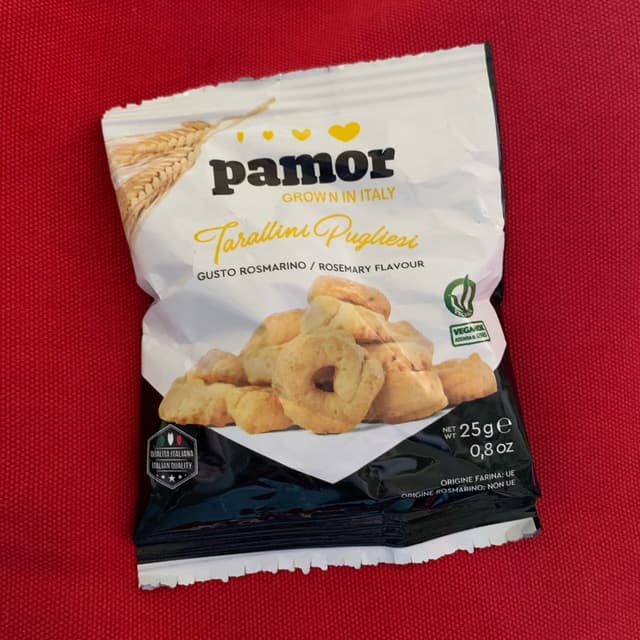 pamor
GROWN IN ITALY
Tarallini Pugliesi
GUSTO ROSMARINO / ROSEMARY FLAVOUR
VEGANOK
QUALITÀ ITALIANA
ITALIAN QUALITY
NET WT 25g ℮
0,8 oz
ORIGINE FARINA: UE
ORIGINE ROSMARINO: NON UE